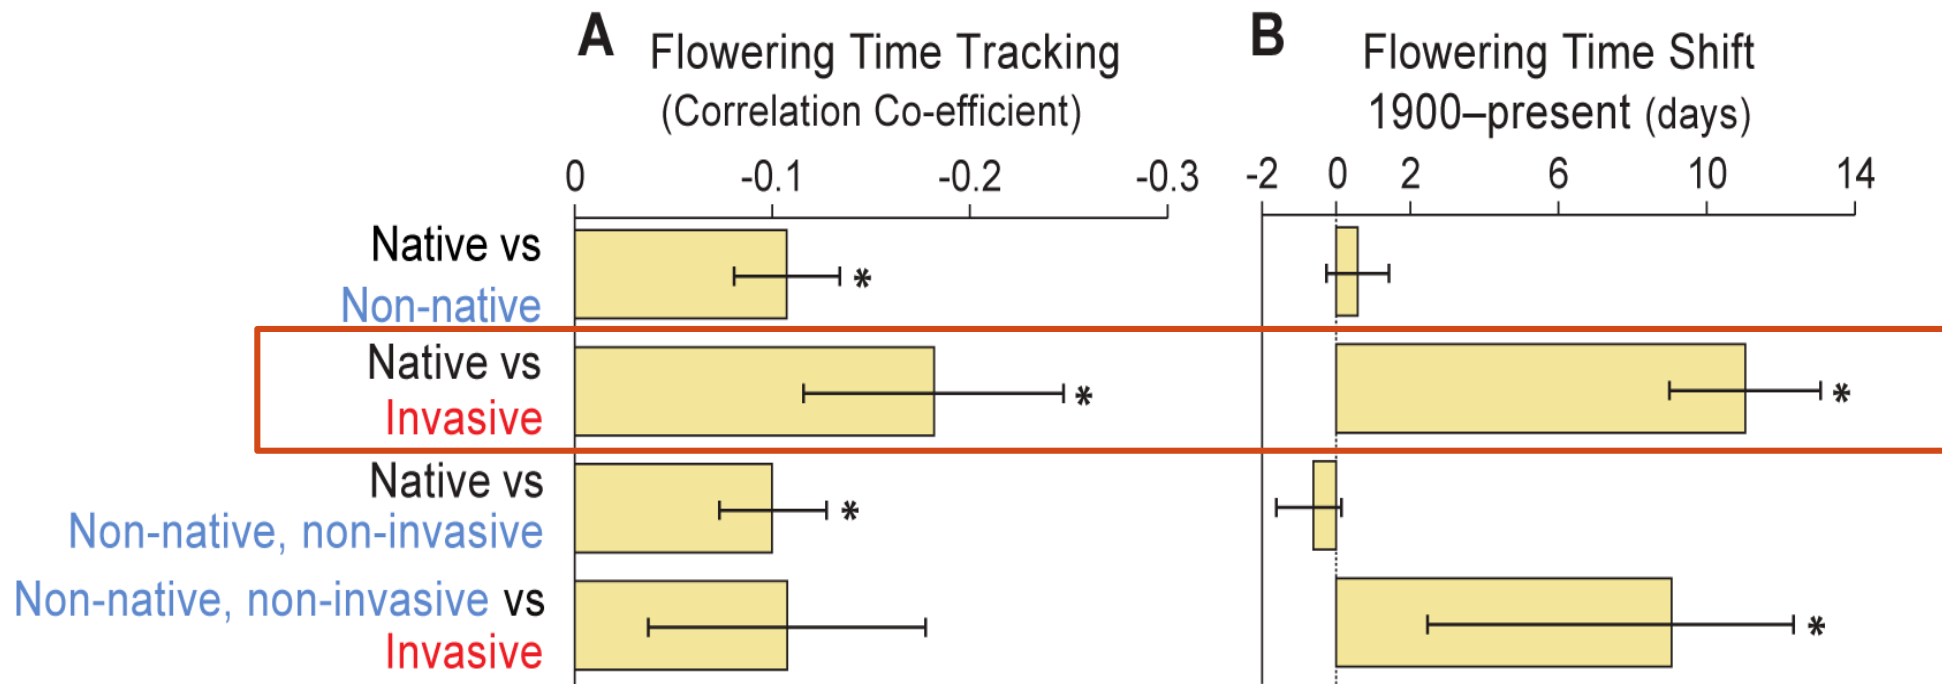 A Flowering Time Tracking
(Correlation Co-efficient)
0 -0.1 -0.2 -0.3
B Flowering Time Shift
1900–present (days)
-2 0 2 6 10 14
Native vs
Non-native
*
Native vs
Invasive
* *
Native vs
Non-native, non-invasive
*
Non-native, non-invasive vs
Invasive
*